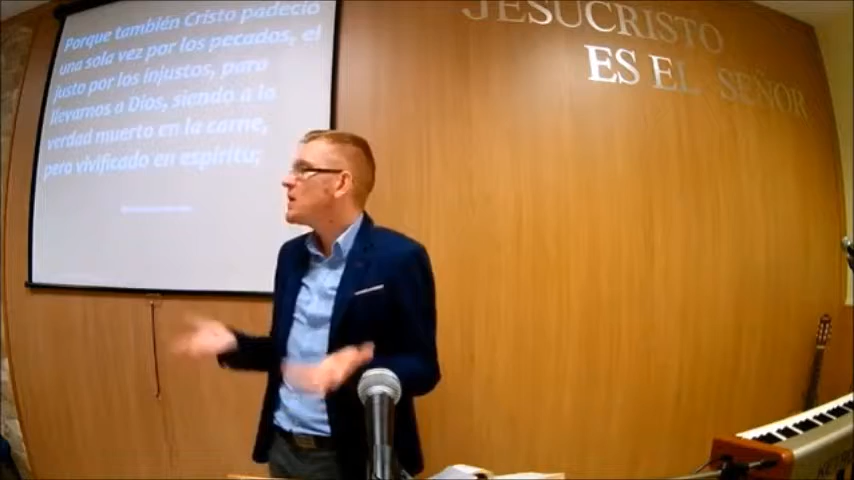 Porque también Cristo padeció
una sola vez por los pecados, el
justo por los injustos, para
llevarnos a Dios, siendo a la
verdad muerto en la carne,
pero vivificado en espíritu;
JESUCRISTO
ES EL SEÑOR